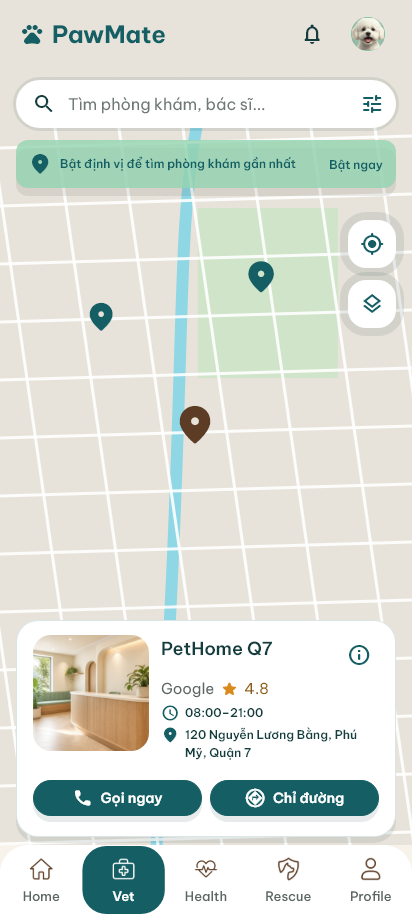 PawMate
Tìm phòng khám, bác sĩ...
Bật định vị để tìm phòng khám gần nhất
Bật ngay
PetHome Q7
Google 4.8
08:00–21:00
120 Nguyễn Lương Bằng, Phú
Mỹ, Quận 7
Gọi ngay
Chỉ đường
Home
Vet
Health
Rescue
Profile